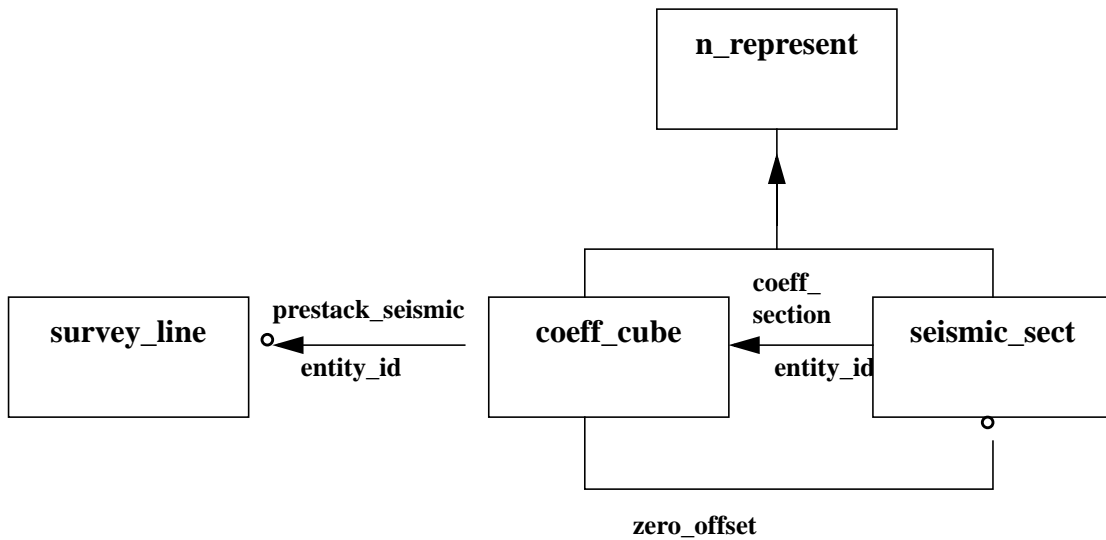 n_represent
survey_line
prestack_seismic
entity_id
coeff_cube
coeff_
section
entity_id
seismic_sect
zero_offset